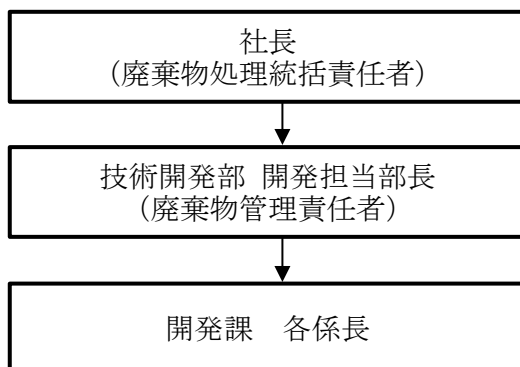 社長
（廃棄物処理統括責任者）
技術開発部 開発担当部長
（廃棄物管理責任者）
開発課　各係長